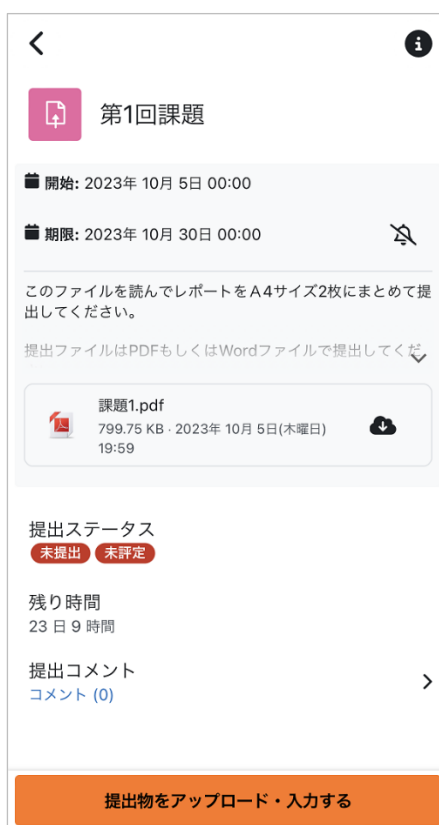 第1回課題
開始: 2023年 10月 5日 00:00
期限: 2023年 10月 30日 00:00
このファイルを読んでレポートをA4サイズ2枚にまとめて提
出してください。
提出ファイルはPDFもしくはWordファイルで提出してくだ
課題1.pdf
799.75 KB · 2023年 10月 5日(木曜日)
19:59
提出ステータス
未提出 未評定
残り時間
23 日 9 時間
提出コメント
コメント (0)
提出物をアップロード・入力する